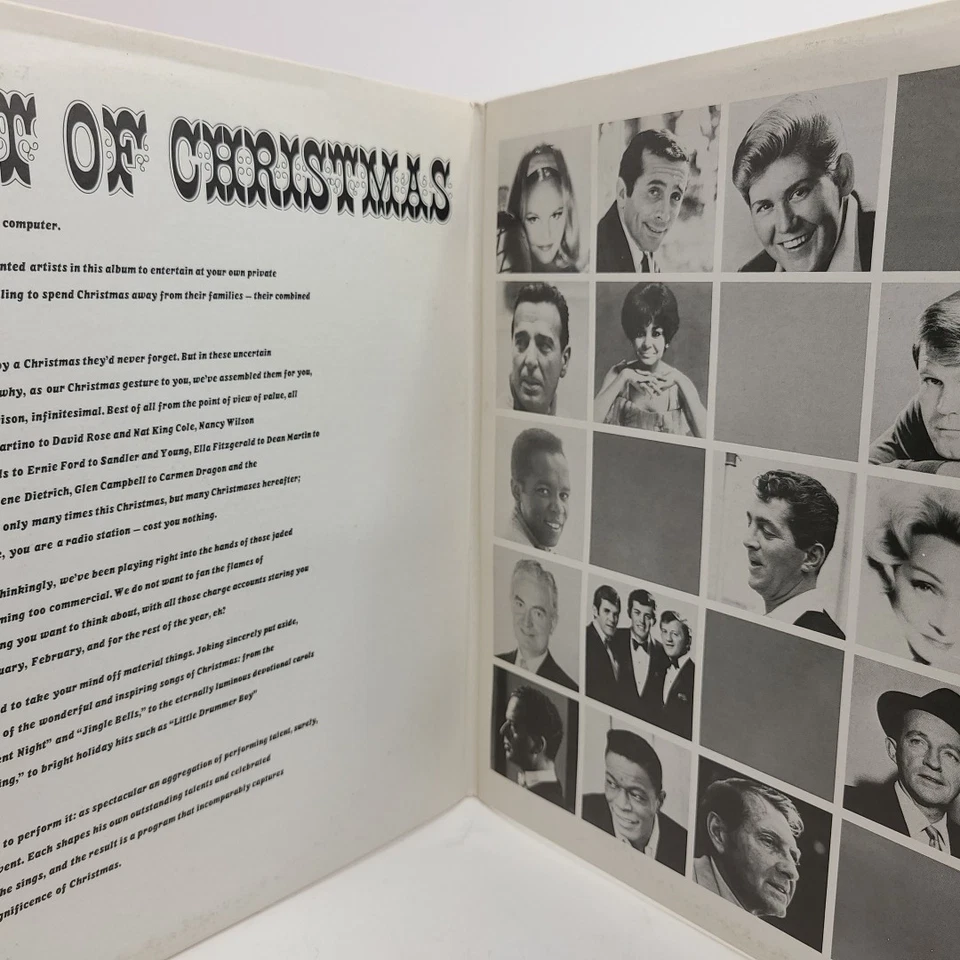 T OF CHRISTMAS
computer.
nted artists in this album to entertain at your own private
ling to spend Christmas away from their families — their combined
by a Christmas they'd never forget. But in these uncertain
why, as our Christmas gesture to you, we've assembled them for you,
rison, infinitesimal. Best of all from the point of view of value, all
artino to David Rose and Nat King Cole, Nancy Wilson
ls to Ernie Ford to Sandler and Young, Ella Fitzgerald to Dean Martin to
ene Dietrich, Glen Campbell to Carmen Dragon and the
only many times this Christmas, but many Christmases hereafter;
, you are a radio station — cost you nothing.
hinkingly, we've been playing right into the hands of those jaded
ming too commercial. We do not want to fan the flames of
ng you want to think about, with all those charge accounts staring you
uary, February, and for the rest of the year, eh?
d to take your mind off material things. Joking sincerely put aside,
of the wonderful and inspiring songs of Christmas: from the
ent Night" and "Jingle Bells," to the eternally luminous devotional carols
ing," to bright holiday hits such as "Little Drummer Boy"
to perform it: as spectacular an aggregation of performing talent, surely,
pent. Each shapes his own outstanding talents and celebrated
he sings, and the result is a program that incomparably captures
gnificence of Christmas.